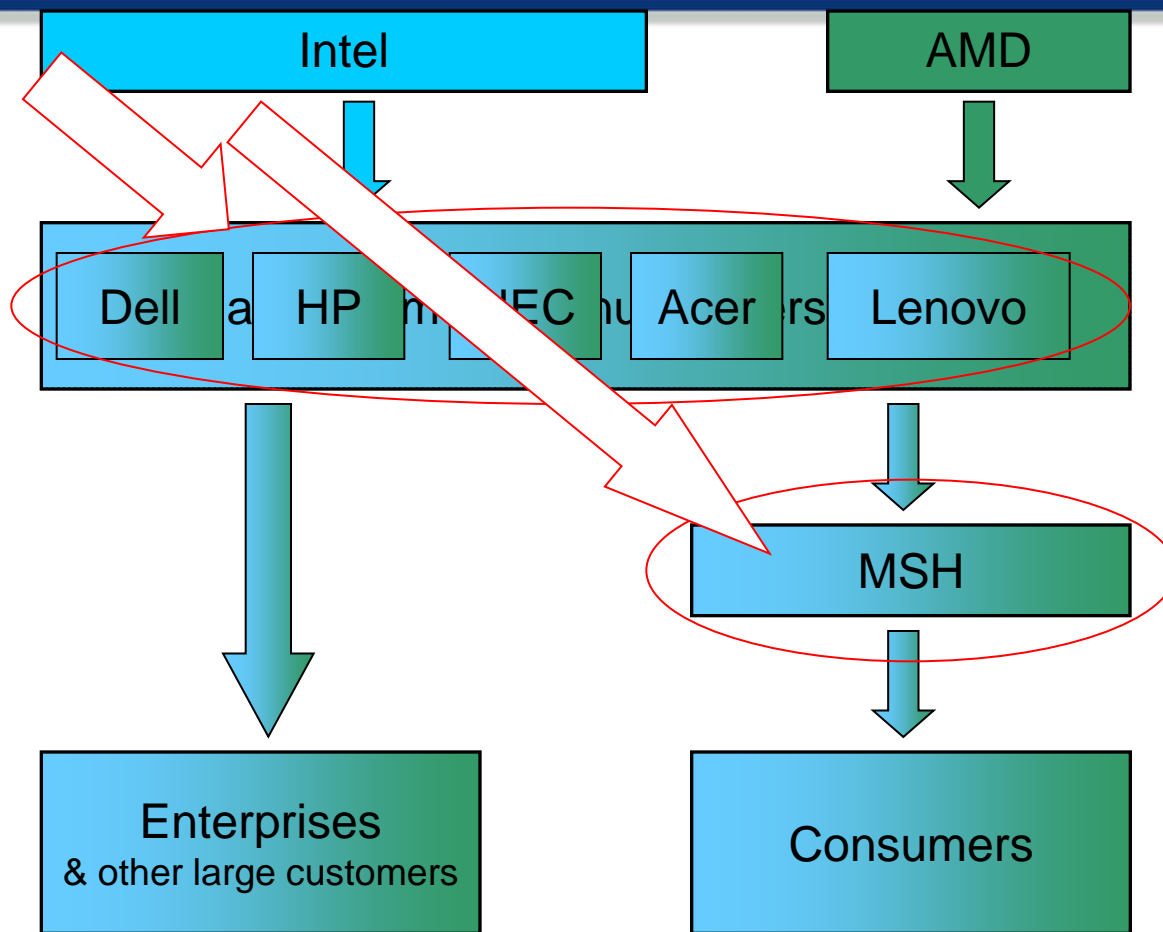 Intel
AMD
Dell
HP
Acer
Lenovo
MSH
Enterprises
& other large customers
Consumers